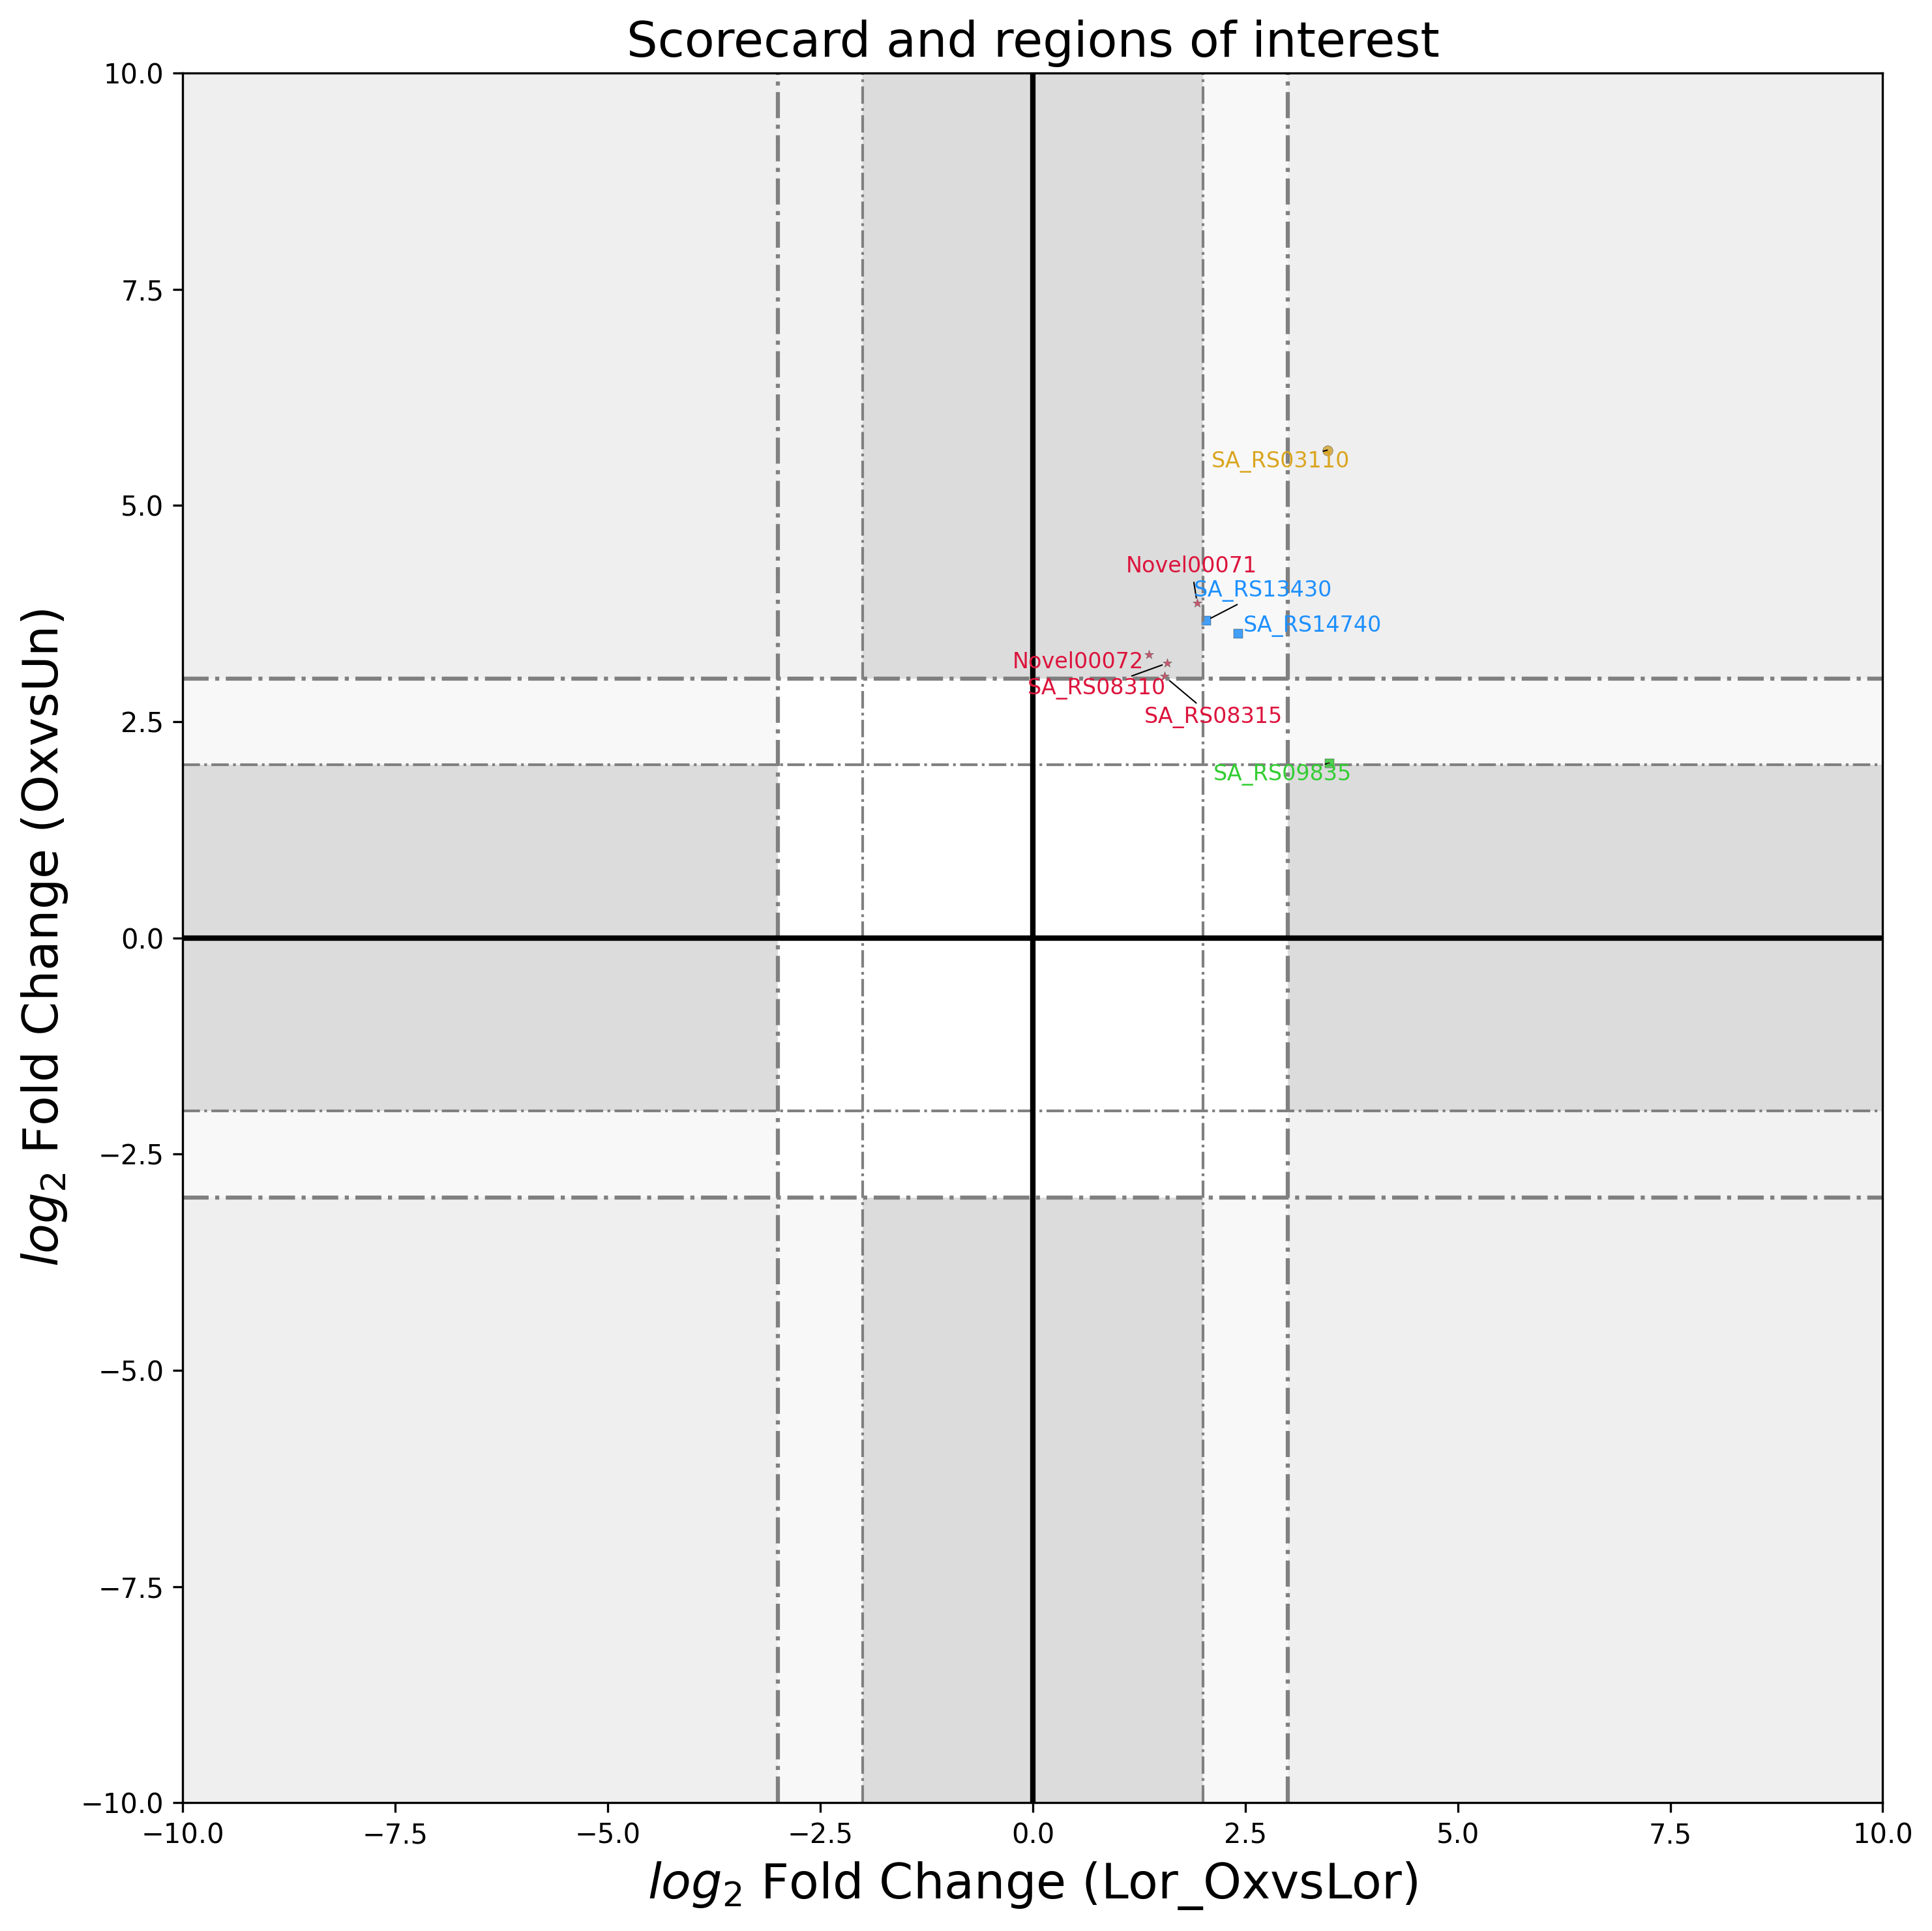 Scorecard and regions of interest
log2 Fold Change (OxvsUn)
10.0
7.5
5.0
2.5
0.0
−2.5
−5.0
−7.5
−10.0
SA_RS03110
Novel00071
SA_RS13430
SA_RS14740
Novel00072
SA_RS08310
SA_RS08315
SA_RS09835
−10.0
−7.5
−5.0
−2.5
0.0
2.5
5.0
7.5
10.0
log2 Fold Change (Lor_OxvsLor)